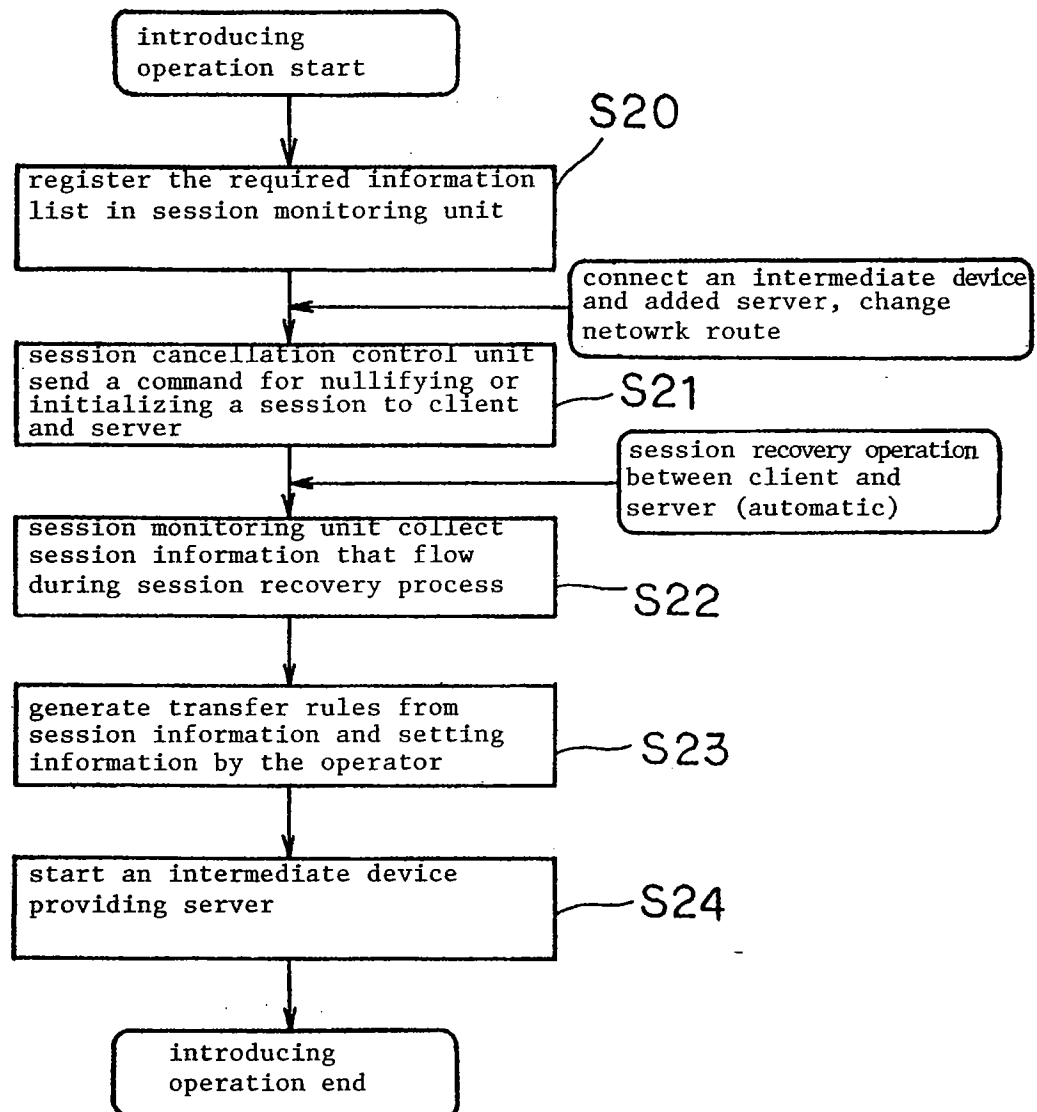 introducing
operation start
S20
register the required information
list in session monitoring unit
connect an intermediate device
and added server, change
netowrk route
session cancellation control unit
send a command for nullifying or
initializing a session to client
and server
S21
session recovery operation
between client and
server (automatic)
session monitoring unit collect
session information that flow
during session recovery process
S22
generate transfer rules from
session information and setting
information by the operator
S23
start an intermediate device
providing server
S24
introducing
operation end